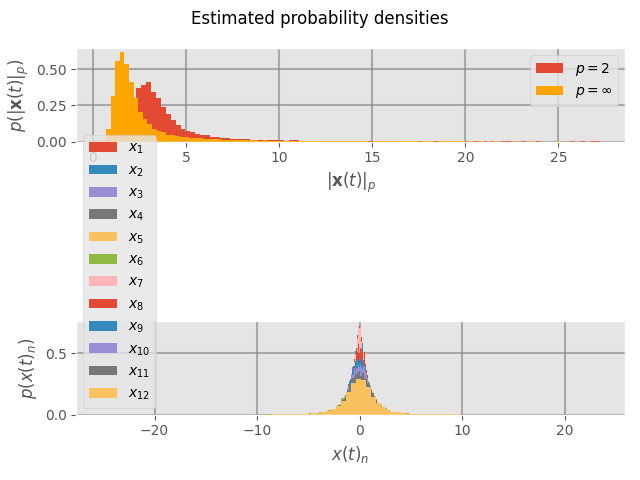 Estimated probability densities
p(|x(t)|ₚ)
0.50
0.25
0.00
p = 2
p = ∞
0 5 10 15 20 25
|x(t)|ₚ
x₁
x₂
x₃
x₄
x₅
x₆
x₇
x₈
x₉
x₁₀
x₁₁
x₁₂
p(x(t)ₙ)
0.5
0.0
−20 −10 0 10 20
x(t)ₙ